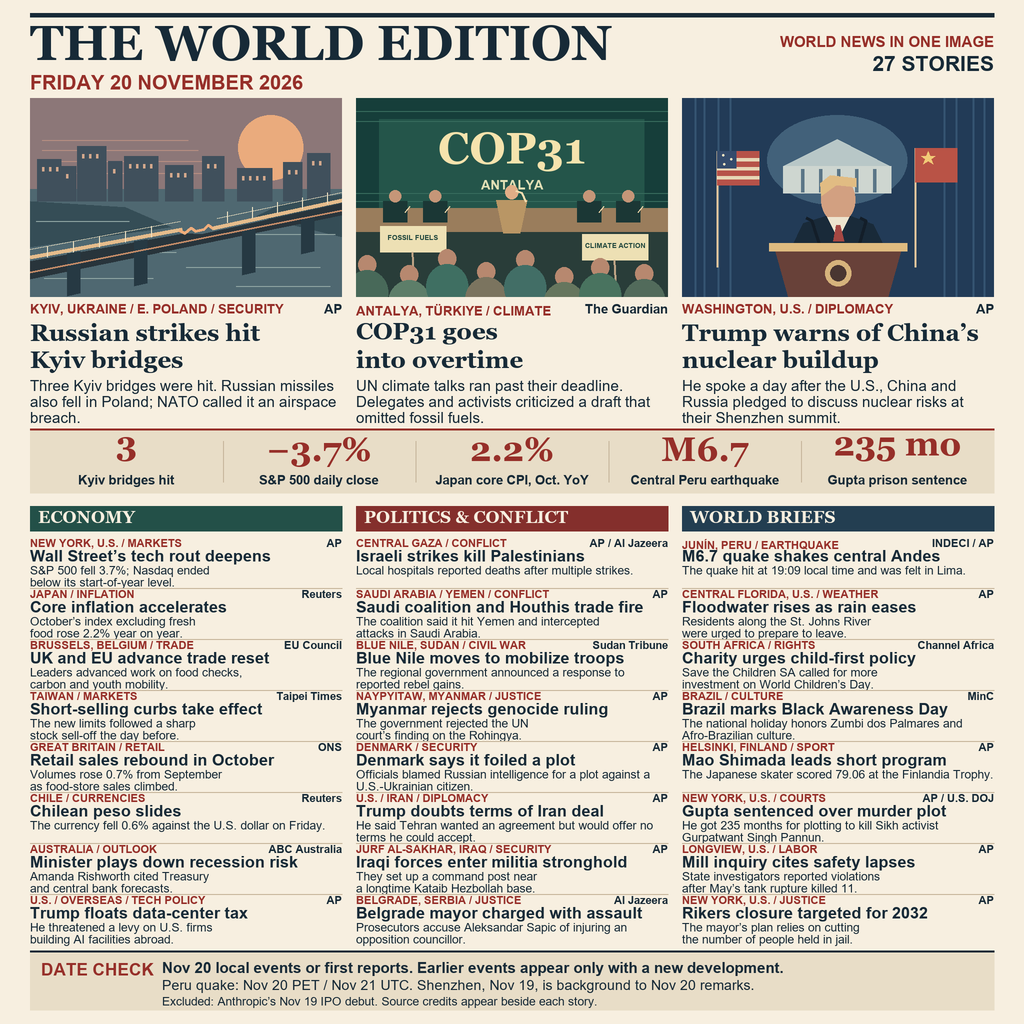 THE WORLD EDITION
WORLD NEWS IN ONE IMAGE
FRIDAY 20 NOVEMBER 2026
27 STORIES
COP31
ANTALYA
FOSSIL FUELS
CLIMATE ACTION
KYIV, UKRAINE / E. POLAND / SECURITY
AP
Russian strikes hit
Kyiv bridges
Three Kyiv bridges were hit. Russian missiles
also fell in Poland; NATO called it an airspace
breach.
ANTALYA, TÜRKIYE / CLIMATE
The Guardian
COP31 goes
into overtime
UN climate talks ran past their deadline.
Delegates and activists criticized a draft that
omitted fossil fuels.
WASHINGTON, U.S. / DIPLOMACY
AP
Trump warns of China’s
nuclear buildup
He spoke a day after the U.S., China and
Russia pledged to discuss nuclear risks at
their Shenzhen summit.
3
Kyiv bridges hit
−3.7%
S&P 500 daily close
2.2%
Japan core CPI, Oct. YoY
M6.7
Central Peru earthquake
235 mo
Gupta prison sentence
ECONOMY
NEW YORK, U.S. / MARKETS
AP
Wall Street’s tech rout deepens
S&P 500 fell 3.7%; Nasdaq ended
below its start-of-year level.
JAPAN / INFLATION
Reuters
Core inflation accelerates
October’s index excluding fresh
food rose 2.2% year on year.
BRUSSELS, BELGIUM / TRADE
EU Council
UK and EU advance trade reset
Leaders advanced work on food checks,
carbon and youth mobility.
TAIWAN / MARKETS
Taipei Times
Short-selling curbs take effect
The new limits followed a sharp
stock sell-off the day before.
GREAT BRITAIN / RETAIL
ONS
Retail sales rebound in October
Volumes rose 0.7% from September
as food-store sales climbed.
CHILE / CURRENCIES
Reuters
Chilean peso slides
The currency fell 0.6% against the U.S. dollar on Friday.
AUSTRALIA / OUTLOOK
ABC Australia
Minister plays down recession risk
Amanda Rishworth cited Treasury
and central bank forecasts.
U.S. / OVERSEAS / TECH POLICY
AP
Trump floats data-center tax
He threatened a levy on U.S. firms
building AI facilities abroad.
POLITICS & CONFLICT
CENTRAL GAZA / CONFLICT
AP / Al Jazeera
Israeli strikes kill Palestinians
Local hospitals reported deaths after multiple strikes.
SAUDI ARABIA / YEMEN / CONFLICT
AP
Saudi coalition and Houthis trade fire
The coalition said it hit Yemen and intercepted
attacks in Saudi Arabia.
BLUE NILE, SUDAN / CIVIL WAR
Sudan Tribune
Blue Nile moves to mobilize troops
The regional government announced a response to
reported rebel gains.
NAYPYITAW, MYANMAR / JUSTICE
AP
Myanmar rejects genocide ruling
The government rejected the UN
court’s finding on the Rohingya.
DENMARK / SECURITY
AP
Denmark says it foiled a plot
Officials blamed Russian intelligence for a plot against a
U.S.-Ukrainian citizen.
U.S. / IRAN / DIPLOMACY
AP
Trump doubts terms of Iran deal
He said Tehran wanted an agreement but would offer no
terms he could accept.
JURF AL-SAKHAR, IRAQ / SECURITY
AP
Iraqi forces enter militia stronghold
They set up a command post near
a longtime Kataib Hezbollah base.
BELGRADE, SERBIA / JUSTICE
Al Jazeera
Belgrade mayor charged with assault
Prosecutors accuse Aleksandar Sapic of injuring an
opposition councillor.
WORLD BRIEFS
JUNÍN, PERU / EARTHQUAKE
INDECI / AP
M6.7 quake shakes central Andes
The quake hit at 19:09 local time and was felt in Lima.
CENTRAL FLORIDA, U.S. / WEATHER
AP
Floodwater rises as rain eases
Residents along the St. Johns River
were urged to prepare to leave.
SOUTH AFRICA / RIGHTS
Channel Africa
Charity urges child-first policy
Save the Children SA called for more
investment on World Children’s Day.
BRAZIL / CULTURE
MinC
Brazil marks Black Awareness Day
The national holiday honors Zumbi dos Palmares and
Afro-Brazilian culture.
HELSINKI, FINLAND / SPORT
AP
Mao Shimada leads short program
The Japanese skater scored 79.06 at the Finlandia Trophy.
NEW YORK, U.S. / COURTS
AP / U.S. DOJ
Gupta sentenced over murder plot
He got 235 months for plotting to kill Sikh activist
Gurpatwant Singh Pannun.
LONGVIEW, U.S. / LABOR
AP
Mill inquiry cites safety lapses
State investigators reported violations
after May’s tank rupture killed 11.
NEW YORK, U.S. / JUSTICE
AP
Rikers closure targeted for 2032
The mayor’s plan relies on cutting
the number of people held in jail.
DATE CHECK
Nov 20 local events or first reports. Earlier events appear only with a new development.
Peru quake: Nov 20 PET / Nov 21 UTC. Shenzhen, Nov 19, is background to Nov 20 remarks.
Excluded: Anthropic’s Nov 19 IPO debut. Source credits appear beside each story.